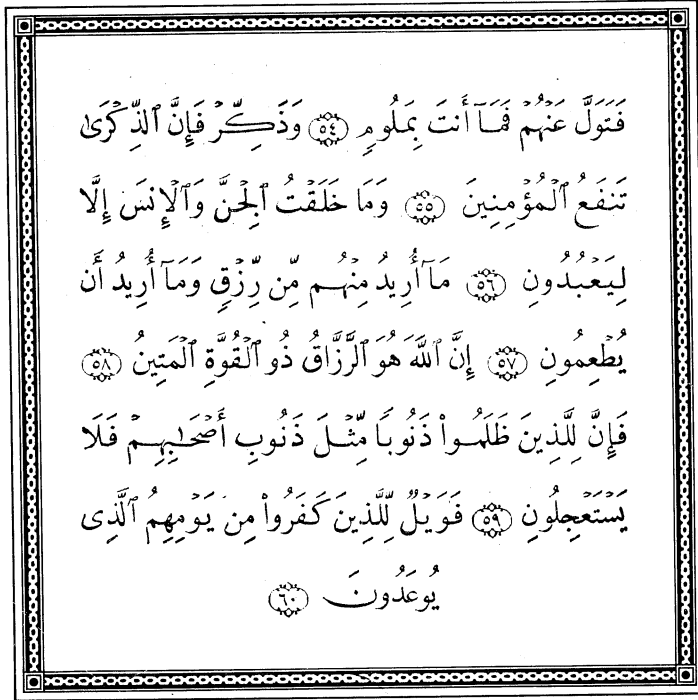 فَتَوَلَّ عَنْهُمْ فَمَآ أَنتَ بِمَلُومٍ ٥٤ وَذَكِّرْ فَإِنَّ ٱلذِّكْرَىٰ
تَنفَعُ ٱلْمُؤْمِنِينَ ٥٥ وَمَا خَلَقْتُ ٱلْجِنَّ وَٱلْإِنسَ إِلَّا
لِيَعْبُدُونِ ٥٦ مَآ أُرِيدُ مِنْهُم مِّن رِّزْقٍ وَمَآ أُرِيدُ أَن
يُطْعِمُونِ ٥٧ إِنَّ ٱللَّهَ هُوَ ٱلرَّزَّاقُ ذُو ٱلْقُوَّةِ ٱلْمَتِينُ ٥٨
فَإِنَّ لِلَّذِينَ ظَلَمُوا۟ ذَنُوبًا مِّثْلَ ذَنُوبِ أَصْحَـٰبِهِمْ فَلَا
يَسْتَعْجِلُونِ ٥٩ فَوَيْلٌ لِّلَّذِينَ كَفَرُوا۟ مِن يَوْمِهِمُ ٱلَّذِى
يُوعَدُونَ ٦٠